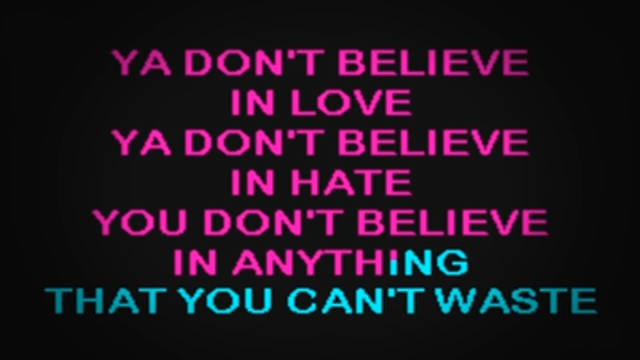 YA DON'T BELIEVE
IN LOVE
YA DON'T BELIEVE
IN HATE
YOU DON'T BELIEVE
IN ANYTHING
THAT YOU CAN'T WASTE